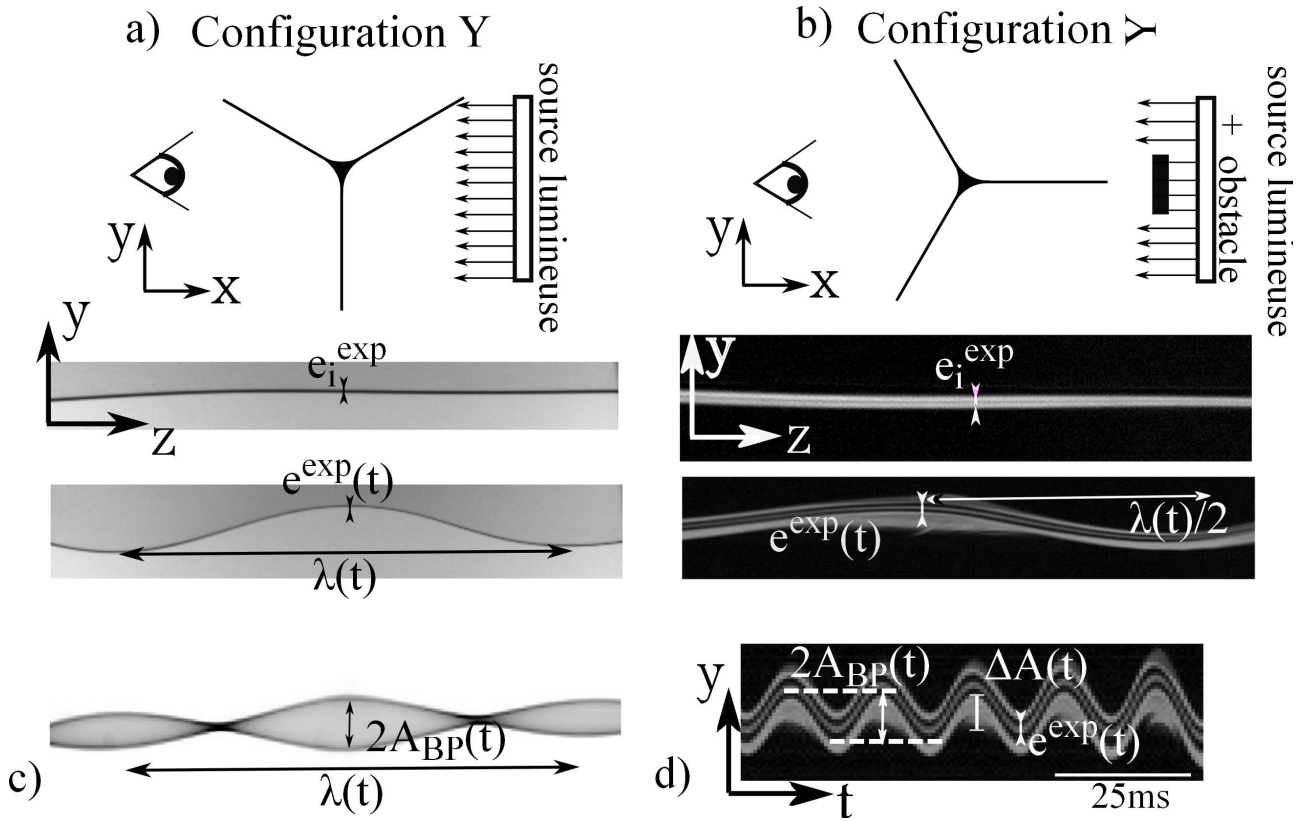 a) Configuration Y
source lumineuse
y
x
y
e_i^exp
z
e^exp(t)
λ(t)
c)
2A_BP(t)
λ(t)
b) Configuration Y
source lumineuse
+ obstacle
y
x
y
e_i^exp
z
e^exp(t)
λ(t)/2
d)
y
2A_BP(t)
ΔA(t)
e^exp(t)
t
25ms